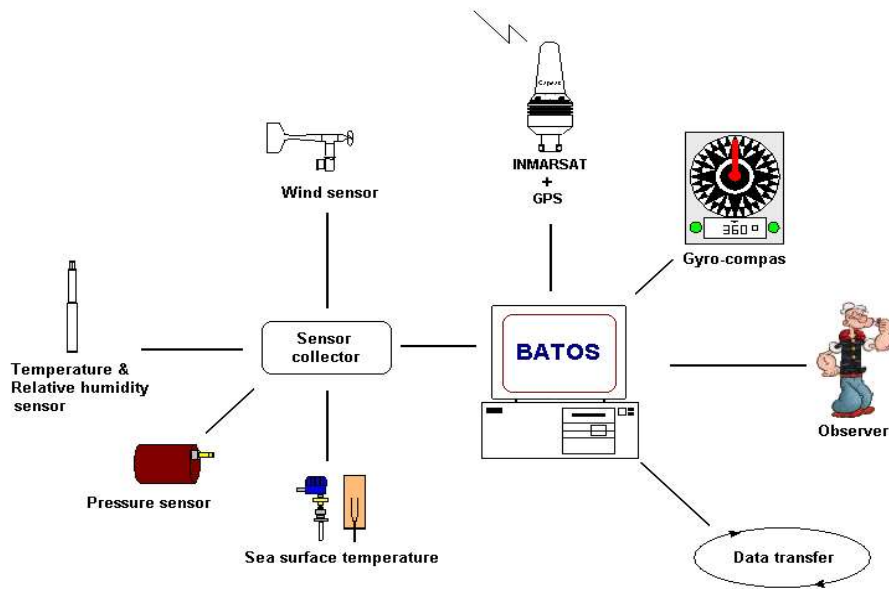 INMARSAT
+
GPS
Wind sensor
360°
Gyro-compas
Sensor
collector
BATOS
Temperature &
Relative humidity
sensor
Observer
Pressure sensor
Sea surface temperature
Data transfer